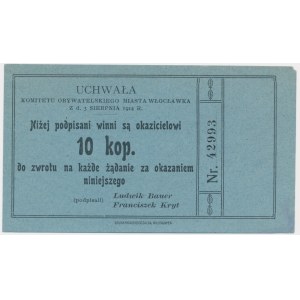 UCHWAŁA
KOMITETU OBYWATELSKIEGO MIASTA WŁOCŁAWKA
Z d. 5 SIERPNIA 1914 R.
Niżej podpisani winni są okazicielowi
10 kop.
do zwrotu na każde żądanie za okazaniem
niniejszego
(podpisali) Ludwik Bauer
Franciszek Kryt
Nr. 42993